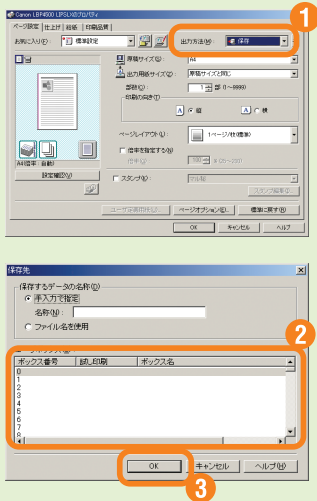 1
Canon LBP4500 LIPSLXのプロパティ
ページ設定 仕上げ 給紙 印刷品質
お気に入り(F): 標準設定 出力方法(M): 保存
原稿サイズ(S): A4
出力用紙サイズ(Z): 原稿サイズと同じ
部数(C): 1 部 (1～9999)
印刷の向き(T)
A 縦 A 横
ページレイアウト(L): 1ページ/枚(標準)
倍率を指定する(N)
倍率(G): 100 % (25～200)
A4(倍率: 自動)
設定確認(V)
スタンプ(W):
スタンプ編集(I)...
ユーザ定義用紙(U)... ページオプション(E)... 標準に戻す(R)
OK キャンセル ヘルプ
保存先
保存するデータの名称(D)
手入力で指定
名称(N):
ファイル名を使用
2
ボックス番号 試し印刷 ボックス名
0
1
2
3
4
5
6
7
8
OK キャンセル ヘルプ(H)
3